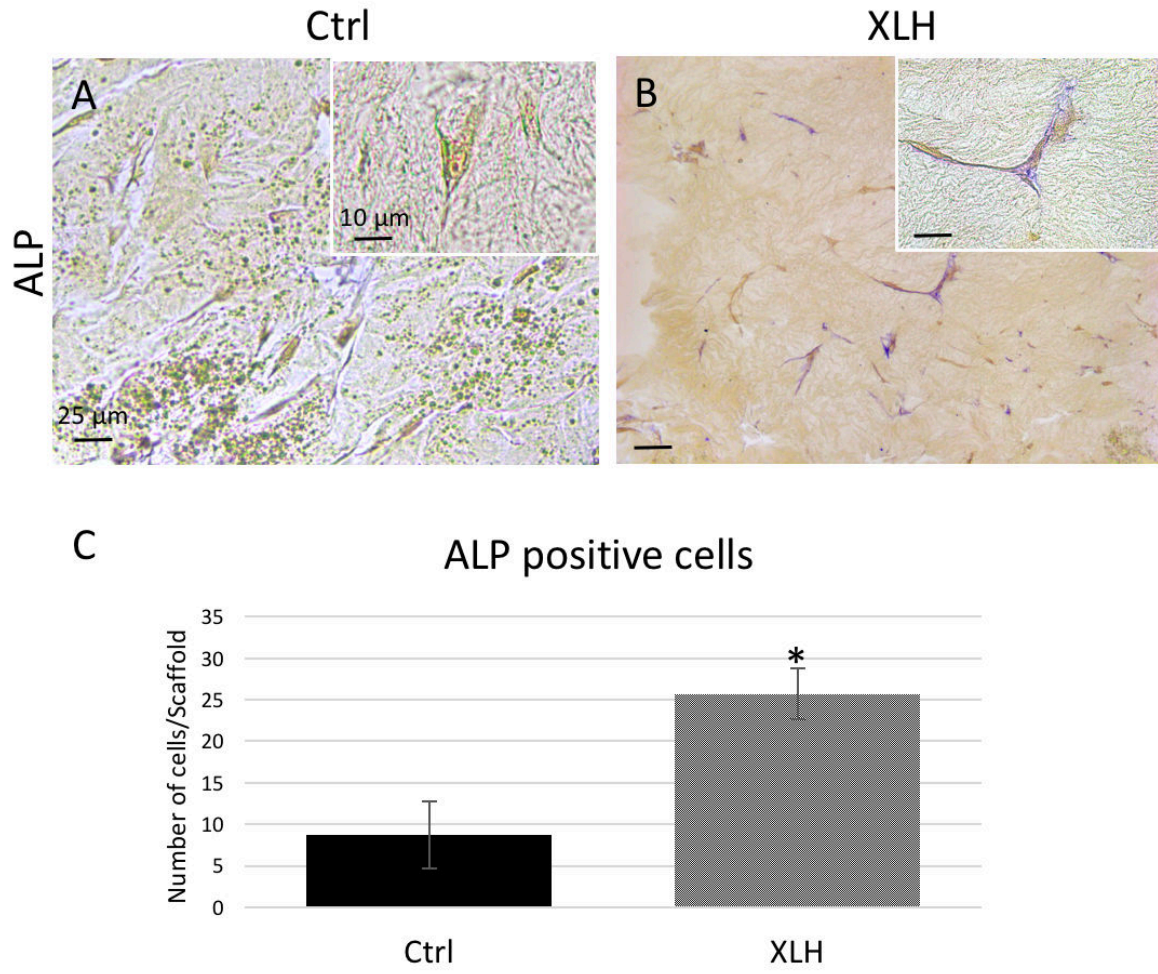 Ctrl
XLH
ALP
A
10 µm
25 µm
B
C
ALP positive cells
Number of cells/Scaffold
35
30
25
20
15
10
5
0
*
Ctrl
XLH